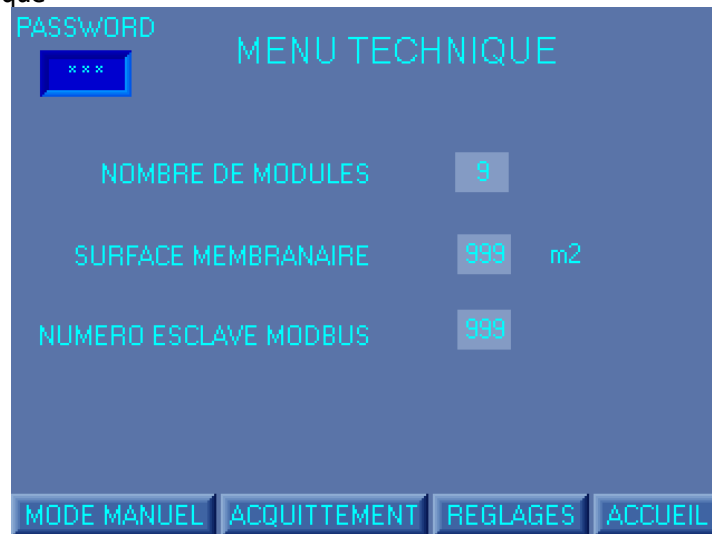 que
PASSWORD
***
MENU TECHNIQUE
NOMBRE DE MODULES 9
SURFACE MEMBRANAIRE 999 m2
NUMERO ESCLAVE MODBUS 999
MODE MANUEL ACQUITTEMENT REGLAGES ACCUEIL